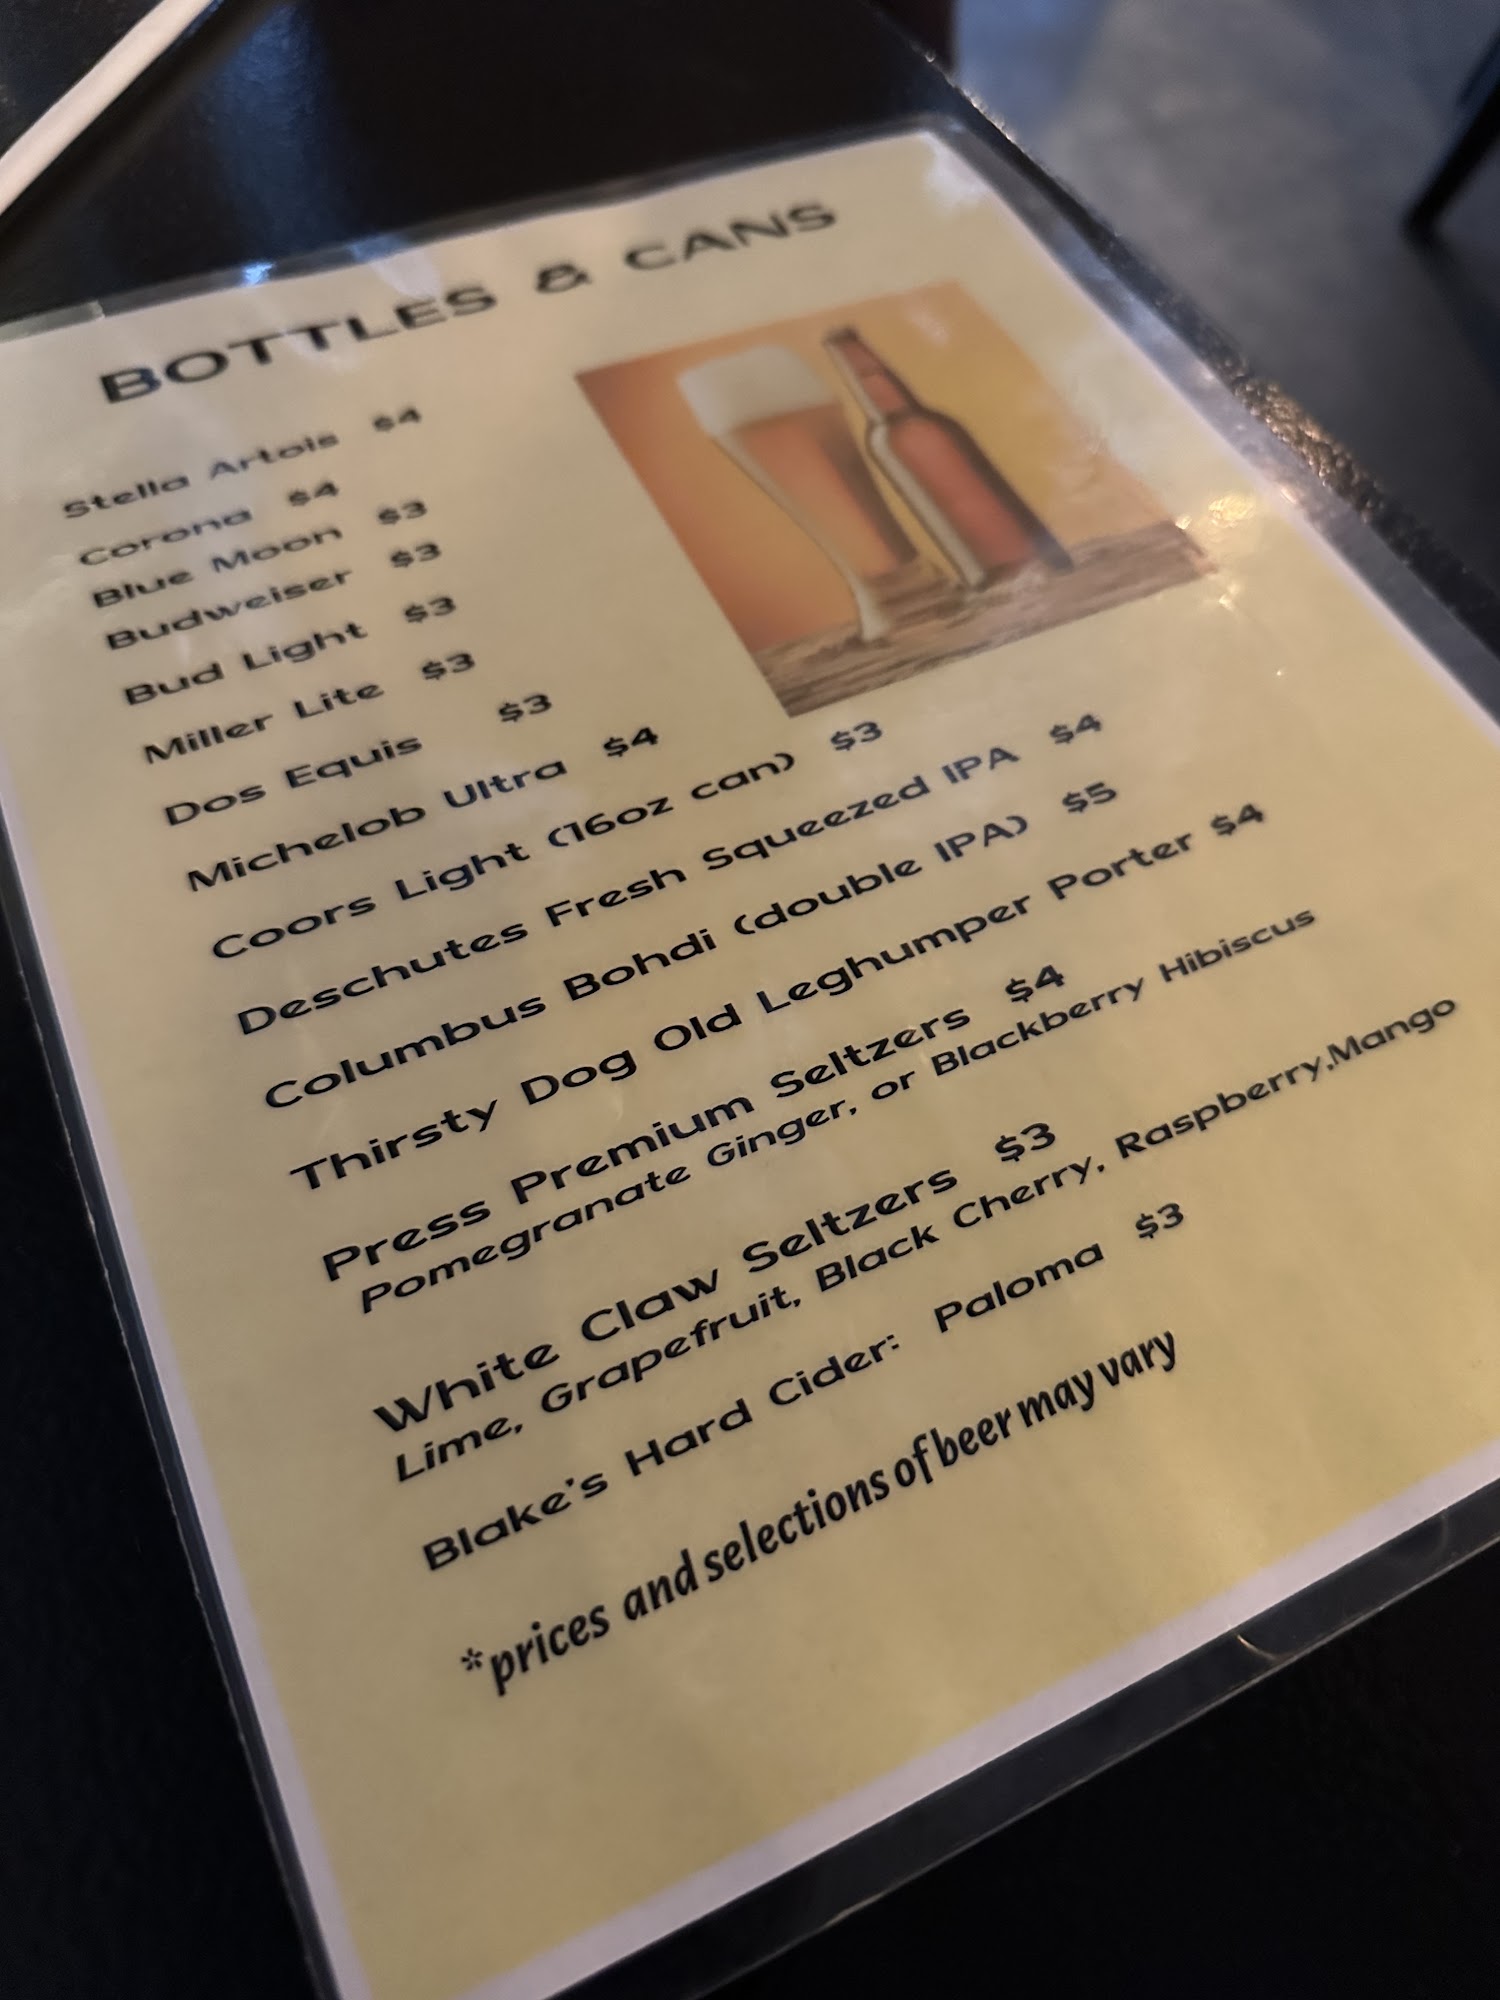 BOTTLES & CANS
Stella Artois $4
Corona $4
Blue Moon $3
Budweiser $3
Bud Light $3
Miller Lite $3
Dos Equis $3
Michelob Ultra $4
Coors Light (16oz can) $3
Deschutes Fresh Squeezed IPA $4
Columbus Bohdi (double IPA) $5
Thirsty Dog Old Leghumper Porter $4
Press Premium Seltzers $4
Pomegranate Ginger, or Blackberry Hibiscus
White Claw Seltzers $3
Lime, Grapefruit, Black Cherry, Raspberry,Mango
Blake's Hard Cider: Paloma $3
*prices and selections of beer may vary